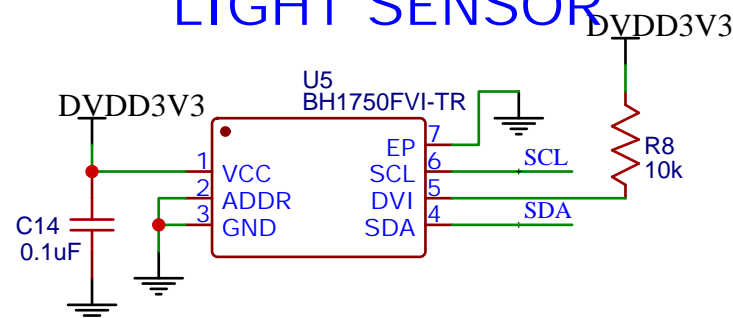 LIGHT SENSOR
DVDD3V3
U5
BH1750FVI-TR
DVDD3V3
1
VCC
2
ADDR
3
GND
7
EP
6
SCL
SCL
5
DVI
4
SDA
SDA
R8
10k
C14
0.1uF